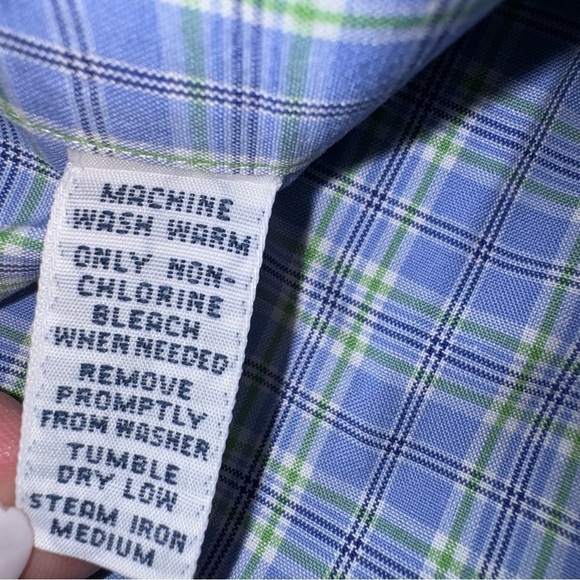 MACHINE
WASH WARM
ONLY NON-
CHLORINE
BLEACH
WHEN NEEDED
REMOVE
PROMPTLY
FROM WASHER
TUMBLE
DRY LOW
STEAM IRON
MEDIUM